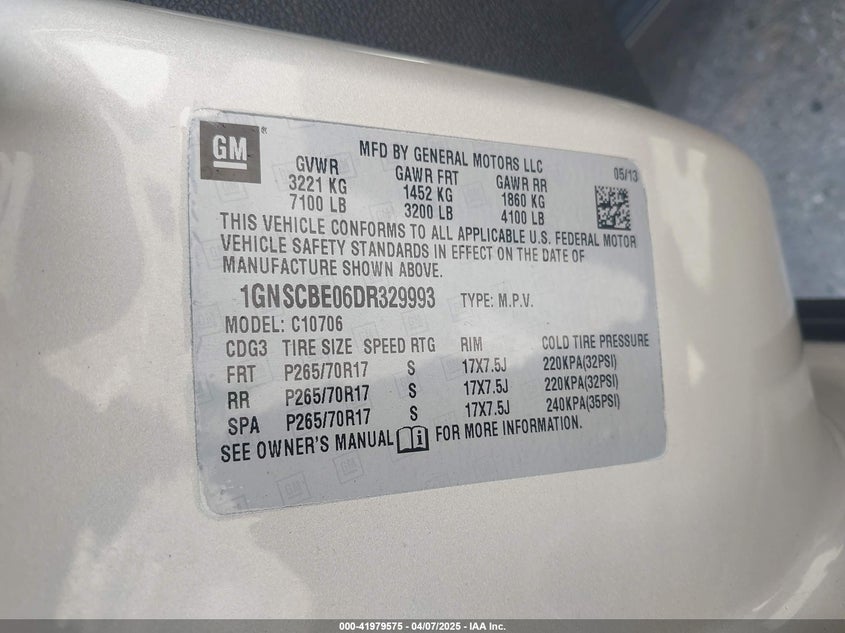 GM
MFD BY GENERAL MOTORS LLC
05/13
GVWR GAWR FRT GAWR RR
3221 KG 1452 KG 1860 KG
7100 LB 3200 LB 4100 LB
THIS VEHICLE CONFORMS TO ALL APPLICABLE U.S. FEDERAL MOTOR
VEHICLE SAFETY STANDARDS IN EFFECT ON THE DATE OF
MANUFACTURE SHOWN ABOVE.
1GNSCBE06DR329993 TYPE: M.P.V.
MODEL: C10706
CDG3 TIRE SIZE SPEED RTG RIM COLD TIRE PRESSURE
FRT P265/70R17 S 17X7.5J 220KPA(32PSI)
RR P265/70R17 S 17X7.5J 220KPA(32PSI)
SPA P265/70R17 S 17X7.5J 240KPA(35PSI)
SEE OWNER'S MANUAL i FOR MORE INFORMATION.
000-41979575 - 04/07/2025 - IAA Inc.